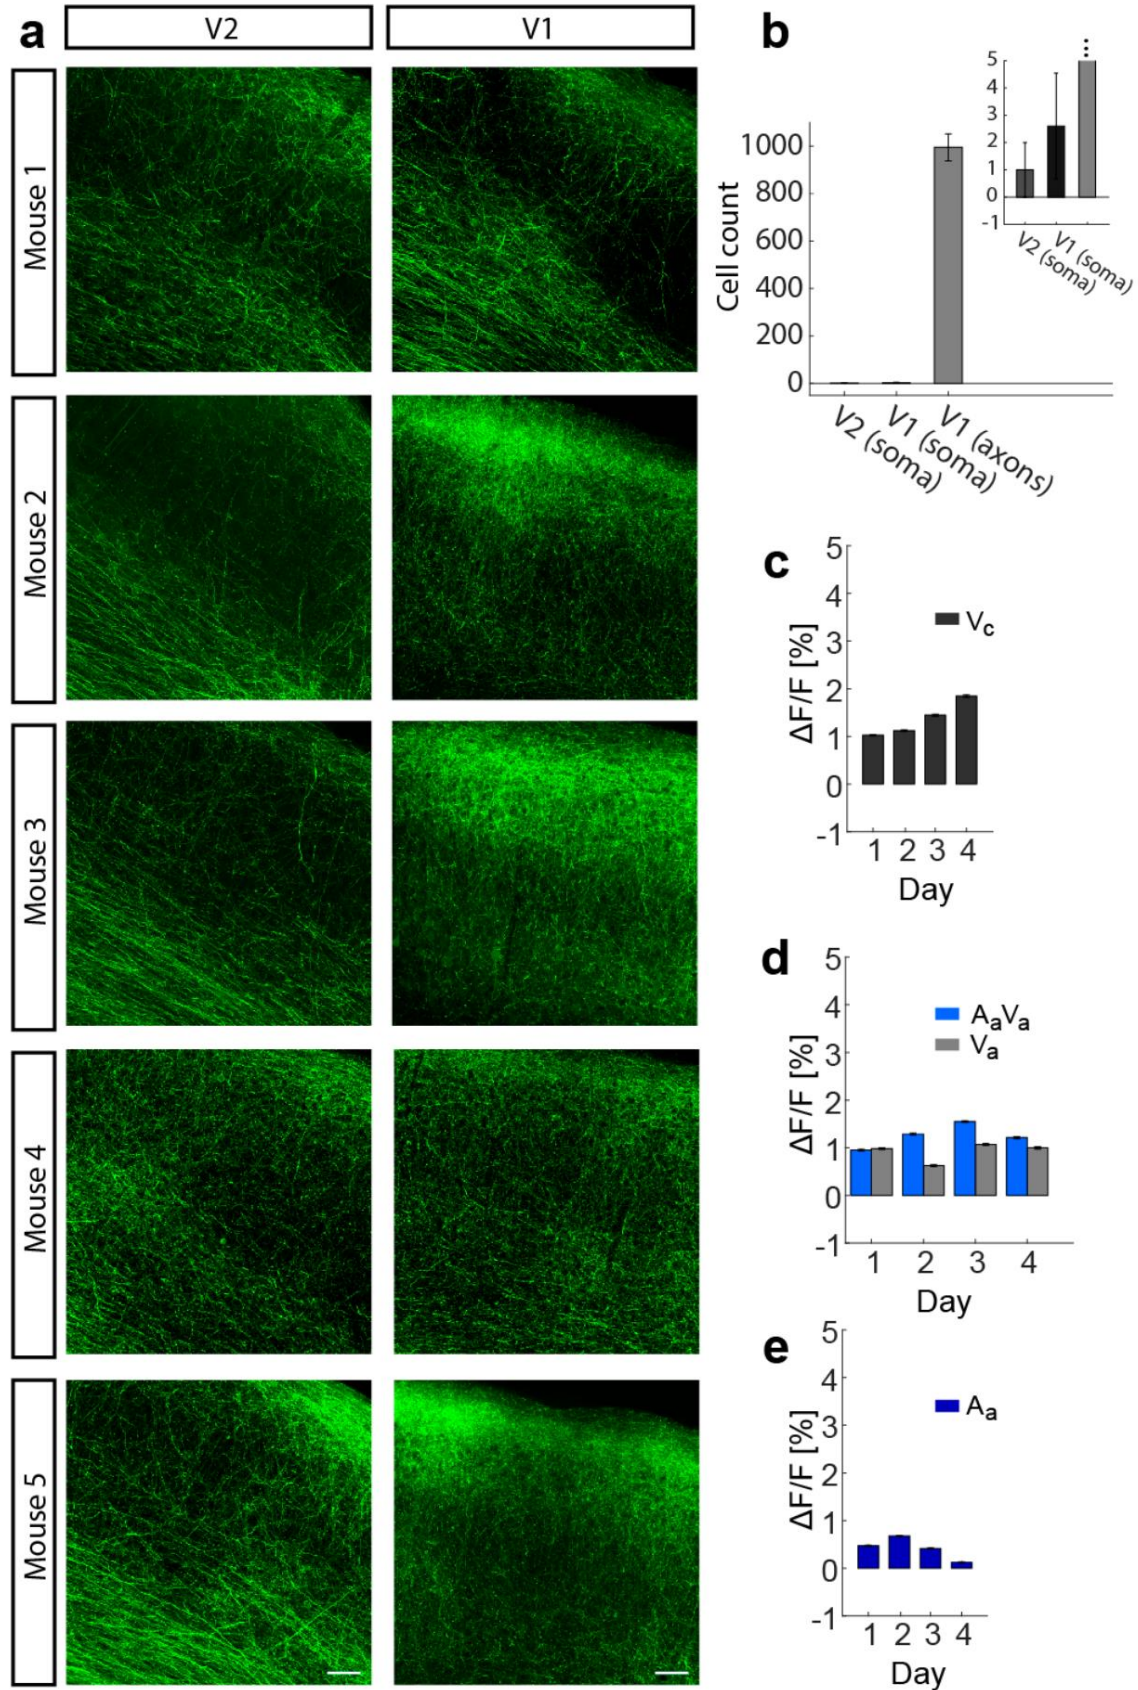 a
V2
V1
Mouse 1
Mouse 2
Mouse 3
Mouse 4
Mouse 5
b
Cell count
1000
800
600
400
200
0
V2 (soma)
V1 (soma)
V1 (axons)
5
4
3
2
1
0
-1
V2 (soma)
V1 (soma)
c
ΔF/F [%]
5
4
3
2
1
0
-1
Vc
1 2 3 4
Day
d
ΔF/F [%]
5
4
3
2
1
0
-1
AaVa
Va
1 2 3 4
Day
e
ΔF/F [%]
5
4
3
2
1
0
-1
Aa
1 2 3 4
Day